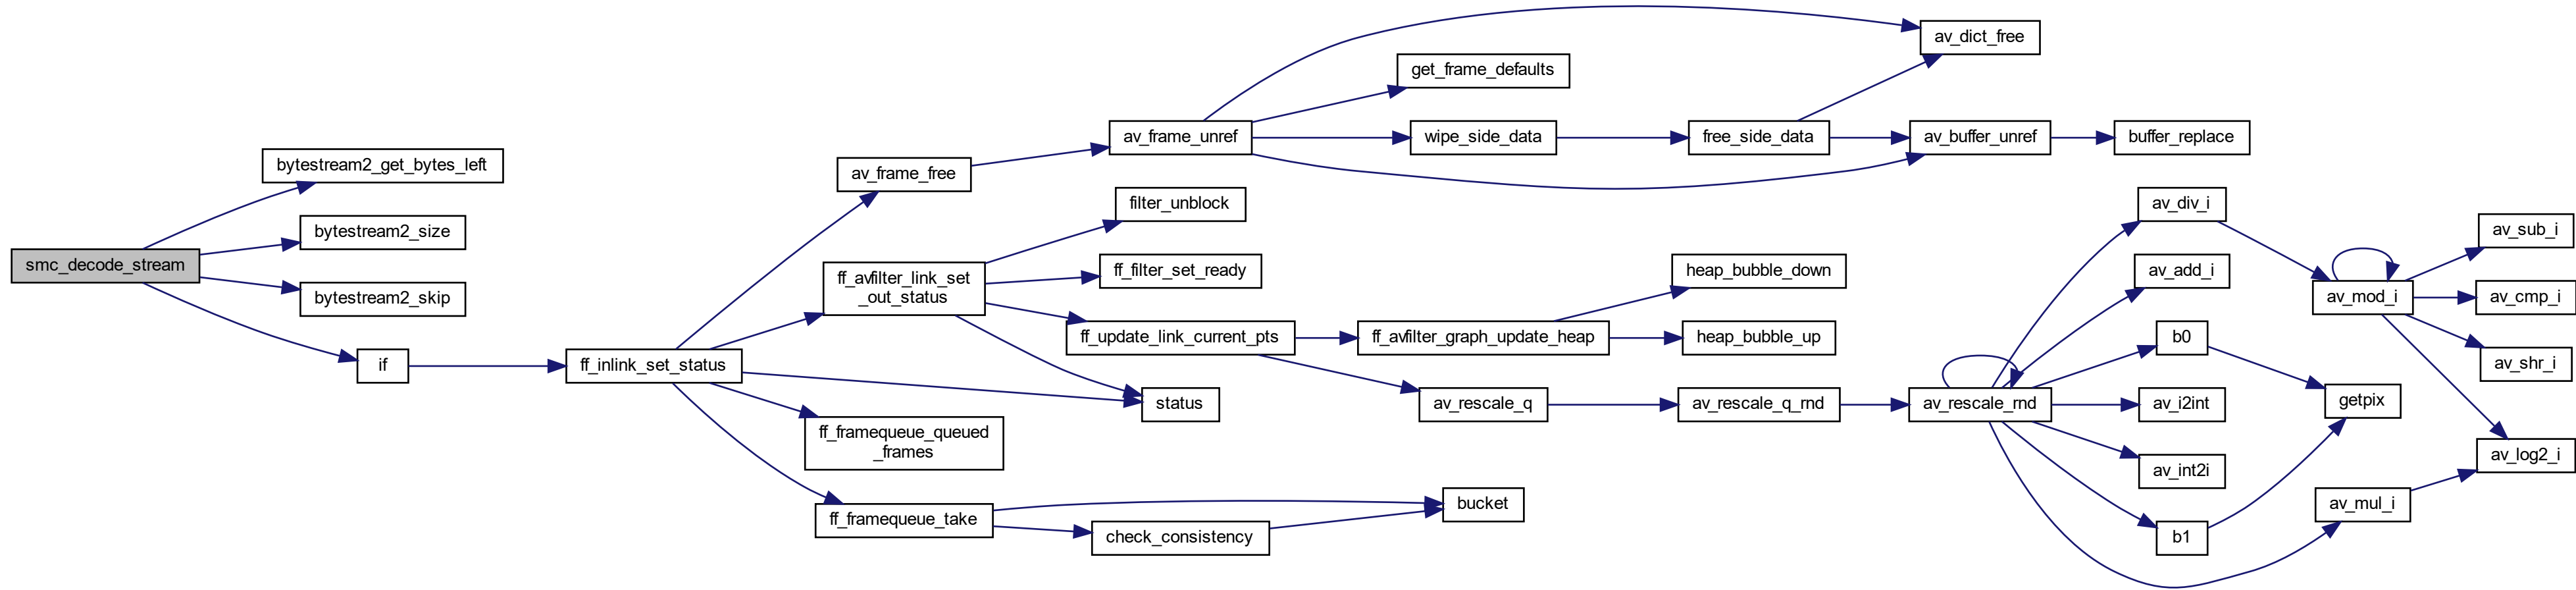 smc_decode_stream
bytestream2_get_bytes_left
bytestream2_size
bytestream2_skip
if
ff_inlink_set_status
av_frame_free
ff_avfilter_link_set
_out_status
ff_framequeue_queued
_frames
ff_framequeue_take
av_frame_unref
filter_unblock
ff_filter_set_ready
ff_update_link_current_pts
status
check_consistency
bucket
get_frame_defaults
wipe_side_data
ff_avfilter_graph_update_heap
av_rescale_q
free_side_data
heap_bubble_down
heap_bubble_up
av_rescale_q_rnd
av_dict_free
av_buffer_unref
av_rescale_rnd
buffer_replace
av_div_i
av_add_i
b0
av_i2int
av_int2i
b1
av_mod_i
getpix
av_mul_i
av_sub_i
av_cmp_i
av_shr_i
av_log2_i